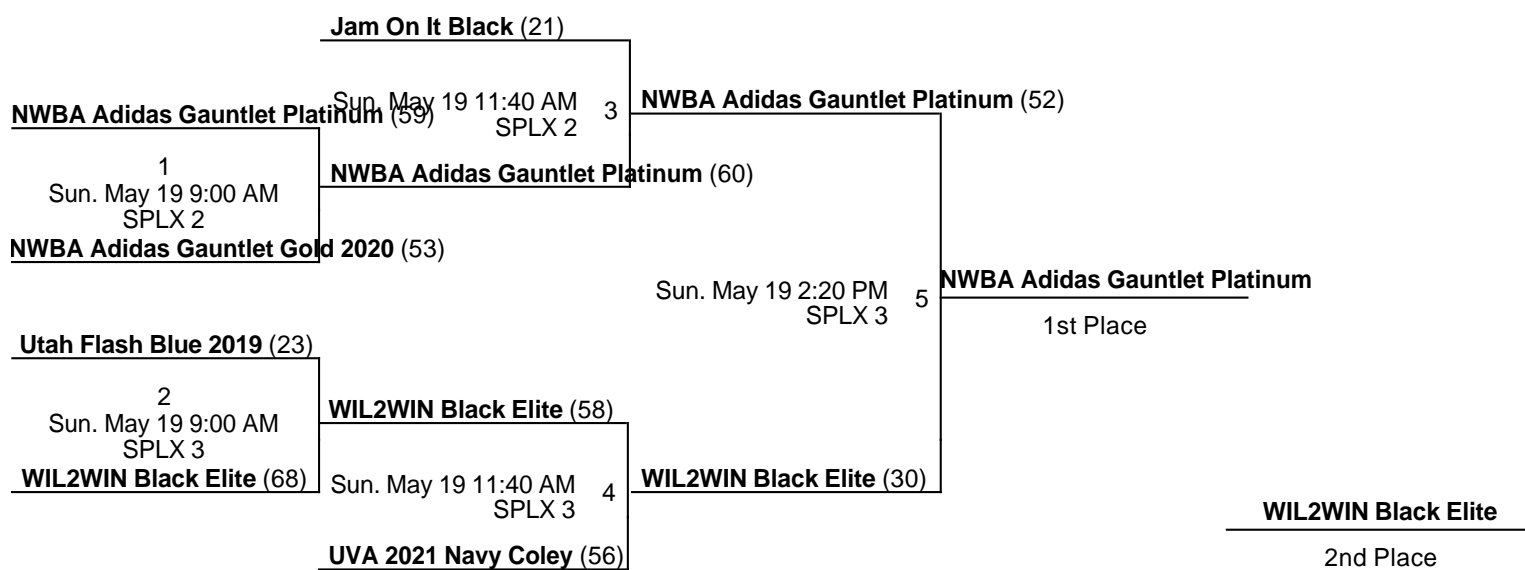 Jam On It Black (21)
Sun. May 19 11:40 AM
SPLX 2
3
NWBA Adidas Gauntlet Platinum (52)
NWBA Adidas Gauntlet Platinum (59)
1
Sun. May 19 9:00 AM
SPLX 2
NWBA Adidas Gauntlet Platinum (60)
NWBA Adidas Gauntlet Gold 2020 (53)
Sun. May 19 2:20 PM
SPLX 3
5
NWBA Adidas Gauntlet Platinum
1st Place
Utah Flash Blue 2019 (23)
2
Sun. May 19 9:00 AM
SPLX 3
WIL2WIN Black Elite (58)
WIL2WIN Black Elite (68)
Sun. May 19 11:40 AM
SPLX 3
4
WIL2WIN Black Elite (30)
UVA 2021 Navy Coley (56)
WIL2WIN Black Elite
2nd Place